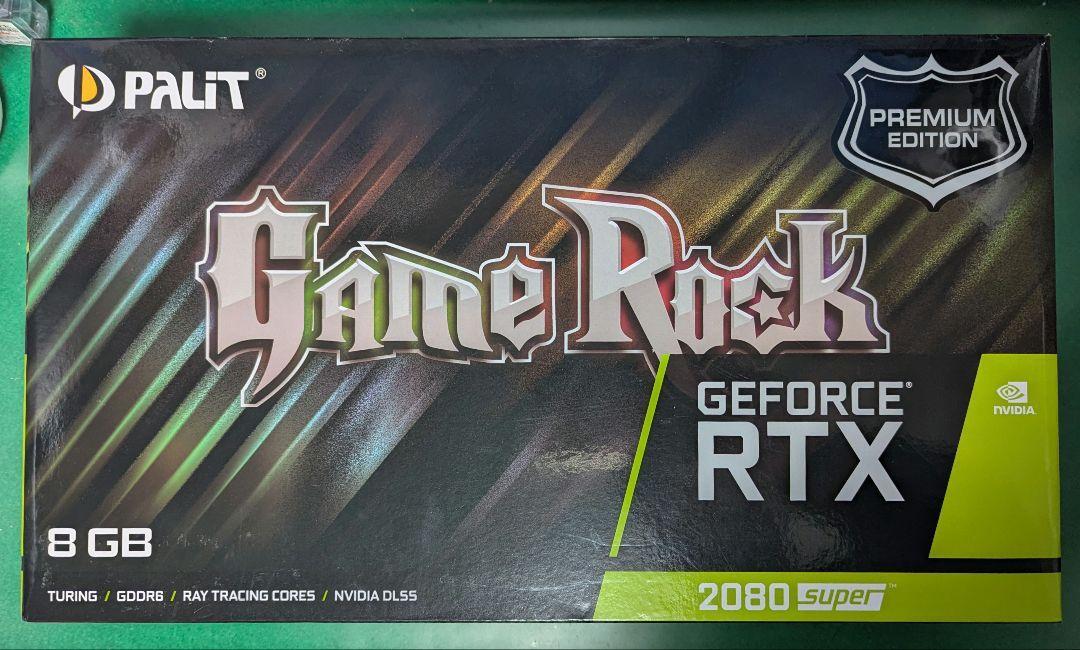 PALIT®
PREMIUM
EDITION
GameRock
GEFORCE®
RTX
NVIDIA
8 GB
TURING / GDDR6 / RAY TRACING CORES / NVIDIA DLSS
2080 SUPER™